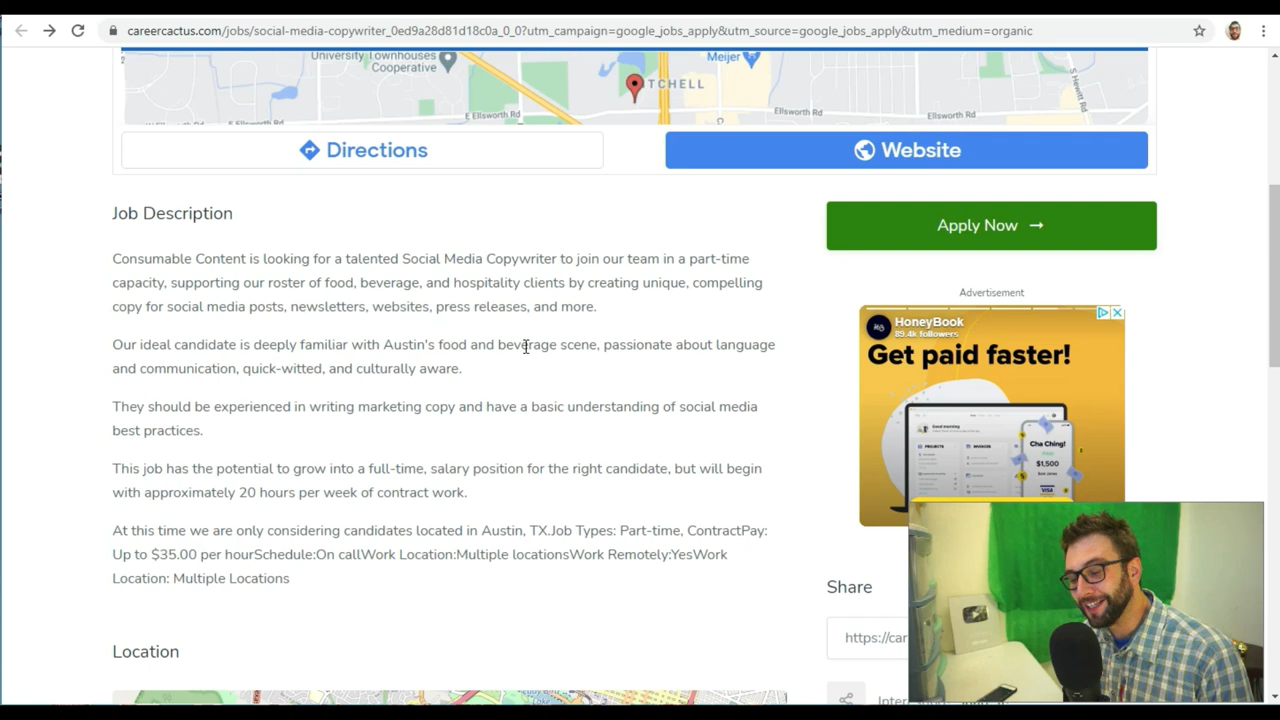 careercactus.com/jobs/social-media-copywriter_0ed9a28d81d18c0a_0_0?utm_campaign=google_jobs_apply&utm_source=google_jobs_apply&utm_medium=organic
University Townhouses
Cooperative
Meijer
ITCHELL
S Hewitt Rd
E Ellsworth Rd
E Ellsworth Rd
Ellsworth Rd
Directions
Website
Job Description
Apply Now →
Consumable Content is looking for a talented Social Media Copywriter to join our team in a part-time
capacity, supporting our roster of food, beverage, and hospitality clients by creating unique, compelling
copy for social media posts, newsletters, websites, press releases, and more.
Our ideal candidate is deeply familiar with Austin's food and beverage scene, passionate about language
and communication, quick-witted, and culturally aware.
They should be experienced in writing marketing copy and have a basic understanding of social media
best practices.
This job has the potential to grow into a full-time, salary position for the right candidate, but will begin
with approximately 20 hours per week of contract work.
At this time we are only considering candidates located in Austin, TX.Job Types: Part-time, ContractPay:
Up to $35.00 per hourSchedule:On callWork Location:Multiple locationsWork Remotely:YesWork
Location: Multiple Locations
Location
Advertisement
HoneyBook
89.4k followers
Get paid faster!
PROJECTS
INVOICES
Cha Ching!
$1,500
VISA
Share
https://car